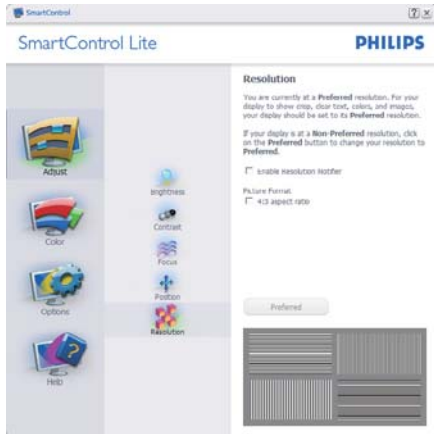 SmartControl
SmartControl Lite
PHILIPS
Adjust
Color
Options
Help
Brightness
Contrast
Focus
Position
Resolution
Resolution
You are currently at a Preferred resolution. For your
display to show crisp, clear text, colors, and images,
your display should be set to its Preferred resolution.
If your display is at a Non-Preferred resolution, click
on the Preferred button to change your resolution to
Preferred.
Enable Resolution Notifier
Picture Format
4:3 aspect ratio
Preferred